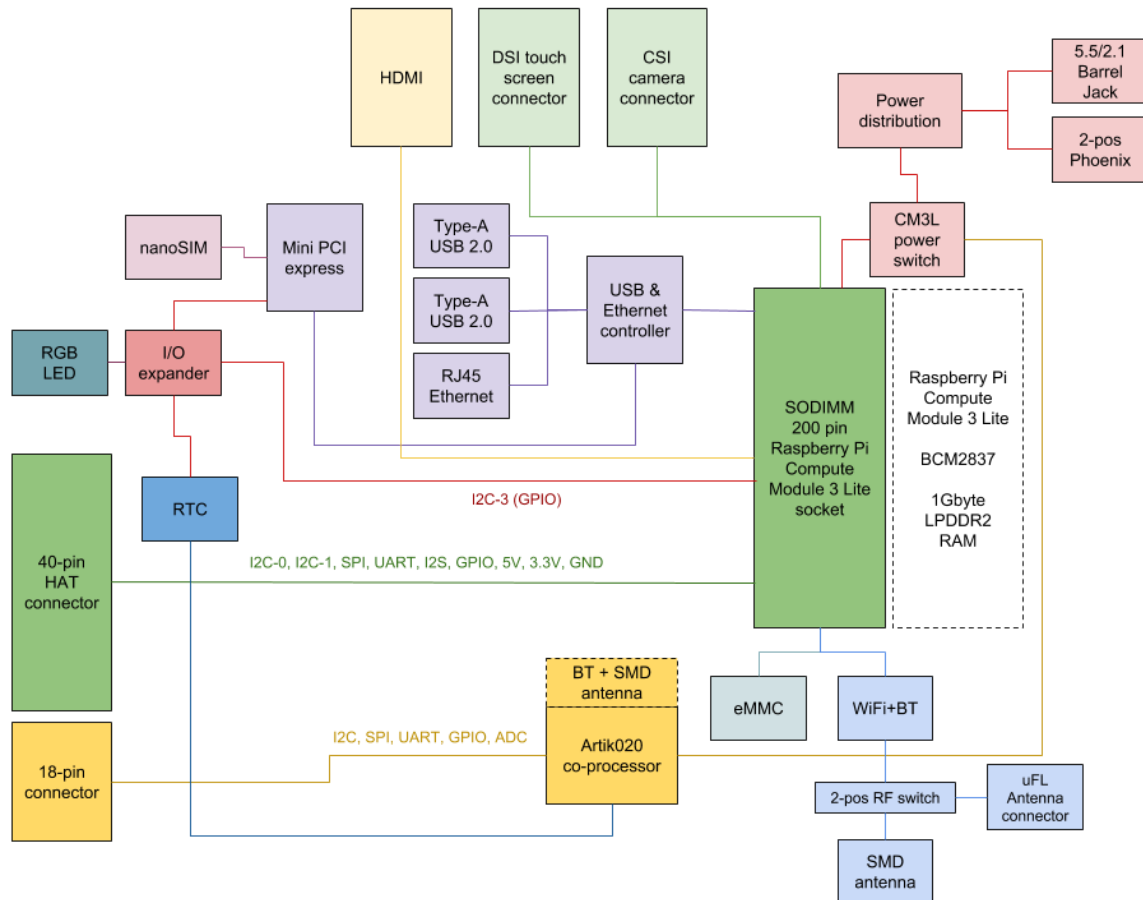 HDMI
DSI touch
screen
connector
CSI
camera
connector
Power
distribution
5.5/2.1
Barrel
Jack
2-pos
Phoenix
nanoSIM
Mini PCI
express
Type-A
USB 2.0
Type-A
USB 2.0
RJ45
Ethernet
USB &
Ethernet
controller
CM3L
power
switch
RGB
LED
I/O
expander
SODIMM
200 pin
Raspberry Pi
Compute
Module 3 Lite
socket
Raspberry Pi
Compute
Module 3 Lite
BCM2837
1Gbyte
LPDDR2
RAM
I2C-3 (GPIO)
RTC
40-pin
HAT
connector
I2C-0, I2C-1, SPI, UART, I2S, GPIO, 5V, 3.3V, GND
BT + SMD
antenna
Artik020
co-processor
eMMC
WiFi+BT
I2C, SPI, UART, GPIO, ADC
18-pin
connector
2-pos RF switch
uFL
Antenna
connector
SMD
antenna